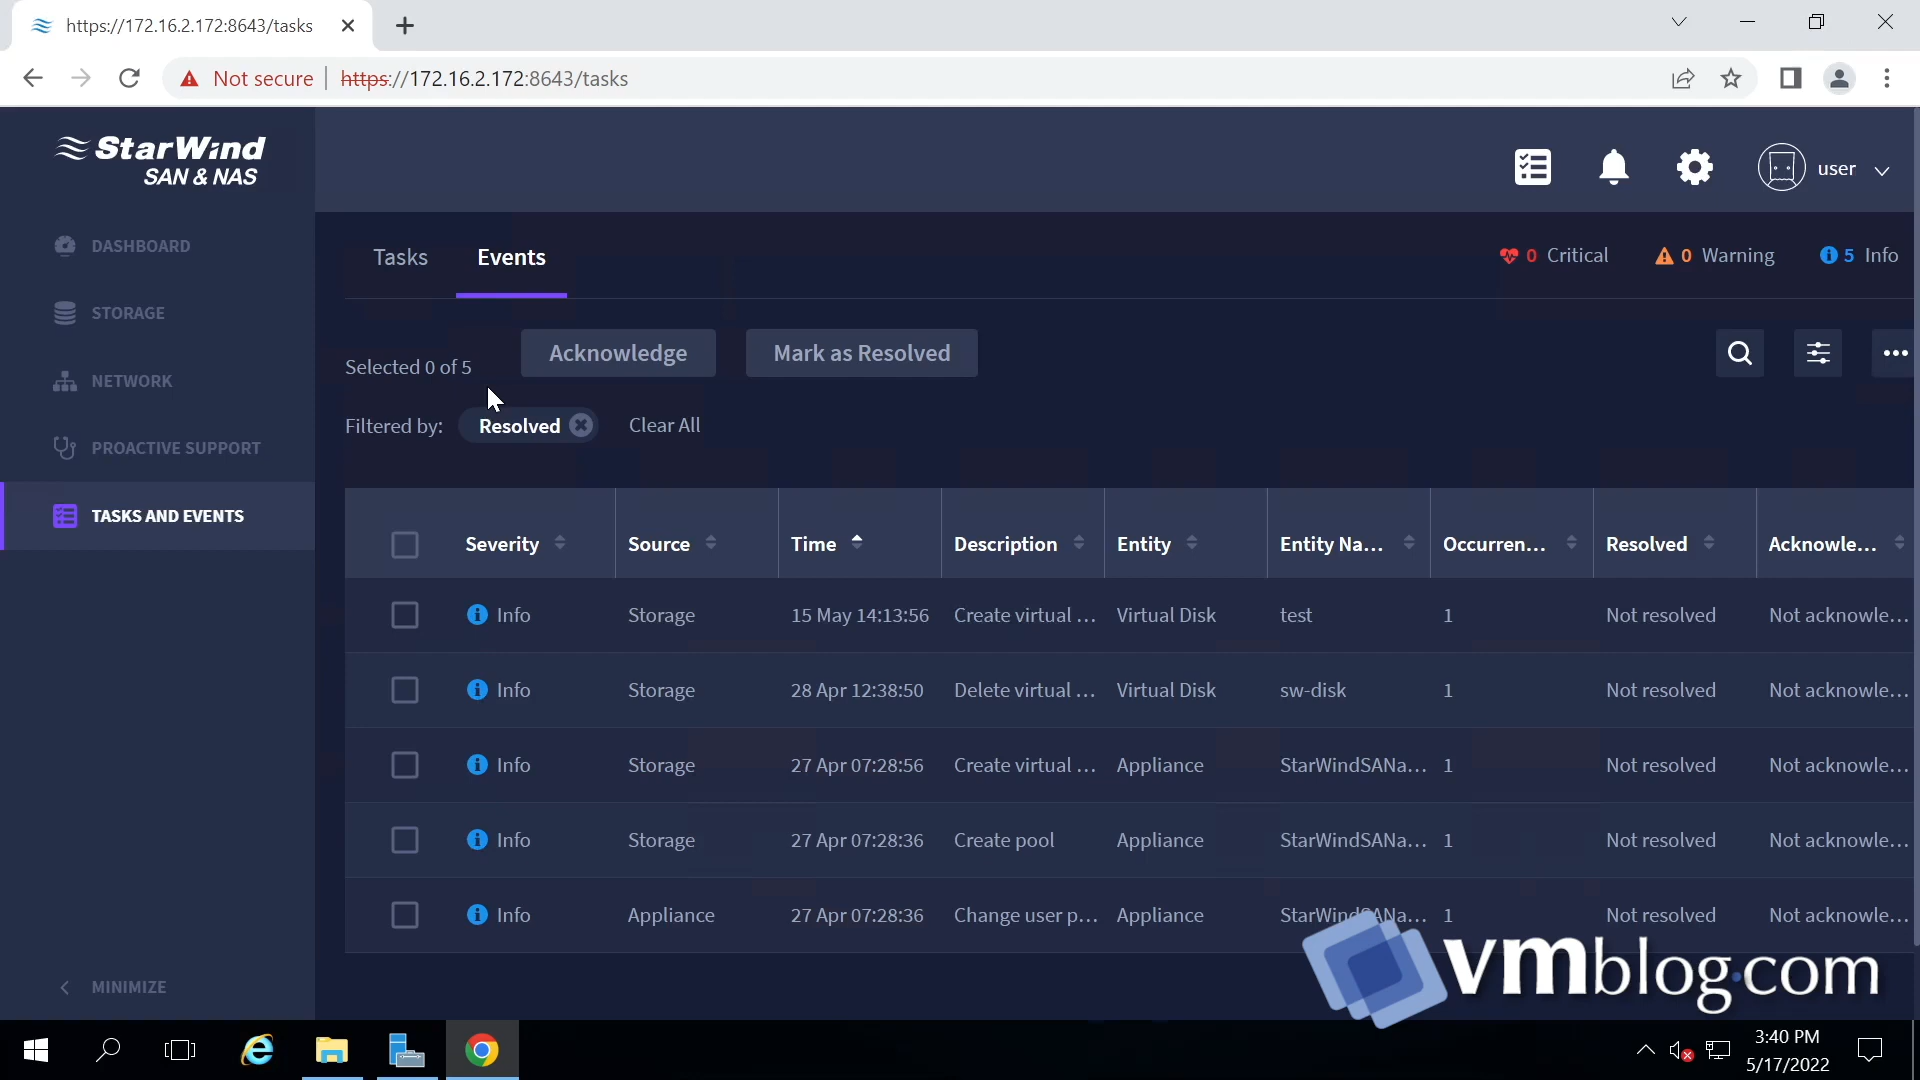 https://172.16.2.172:8643/tasks
Not secure https://172.16.2.172:8643/tasks
StarWind
SAN & NAS
user
DASHBOARD
STORAGE
NETWORK
PROACTIVE SUPPORT
TASKS AND EVENTS
MINIMIZE
Tasks Events 0 Critical 0 Warning 5 Info
Selected 0 of 5 Acknowledge Mark as Resolved
Filtered by: Resolved Clear All
Severity Source Time Description Entity Entity Na... Occurren... Resolved Acknowle...
Info Storage 15 May 14:13:56 Create virtual ... Virtual Disk test 1 Not resolved Not acknowle...
Info Storage 28 Apr 12:38:50 Delete virtual ... Virtual Disk sw-disk 1 Not resolved Not acknowle...
Info Storage 27 Apr 07:28:56 Create virtual ... Appliance StarWindSANa... 1 Not resolved Not acknowle...
Info Storage 27 Apr 07:28:36 Create pool Appliance StarWindSANa... 1 Not resolved Not acknowle...
Info Appliance 27 Apr 07:28:36 Change user p... Appliance StarWindSANa... 1 Not resolved Not acknowle...
vmblog.com
3:40 PM
5/17/2022